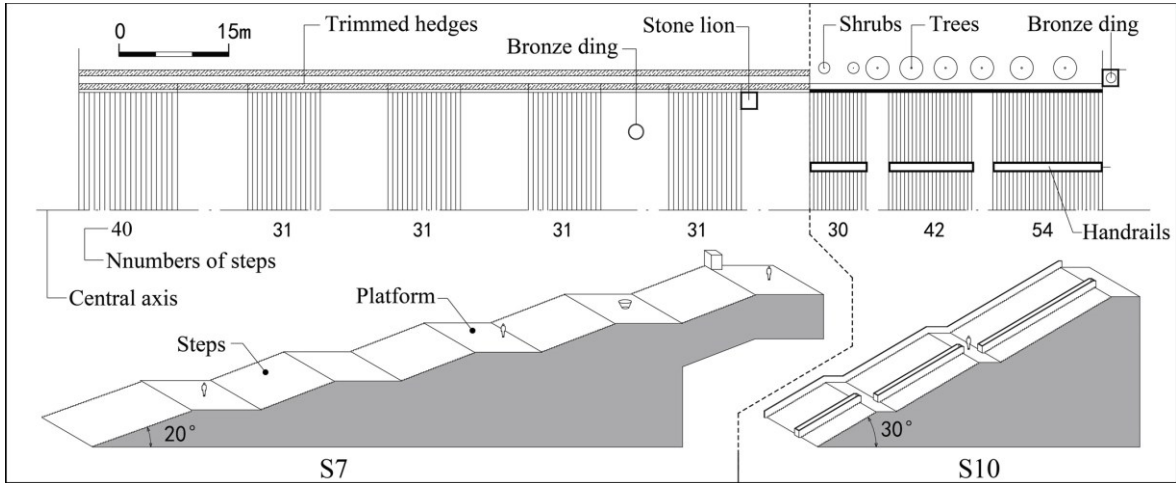 0 15m
Trimmed hedges
Bronze ding
Stone lion
Shrubs
Trees
Bronze ding
40 31 31 31 31 30 42 54
Handrails
Nnumbers of steps
Central axis
Platform
Steps
20°
30°
S7
S10